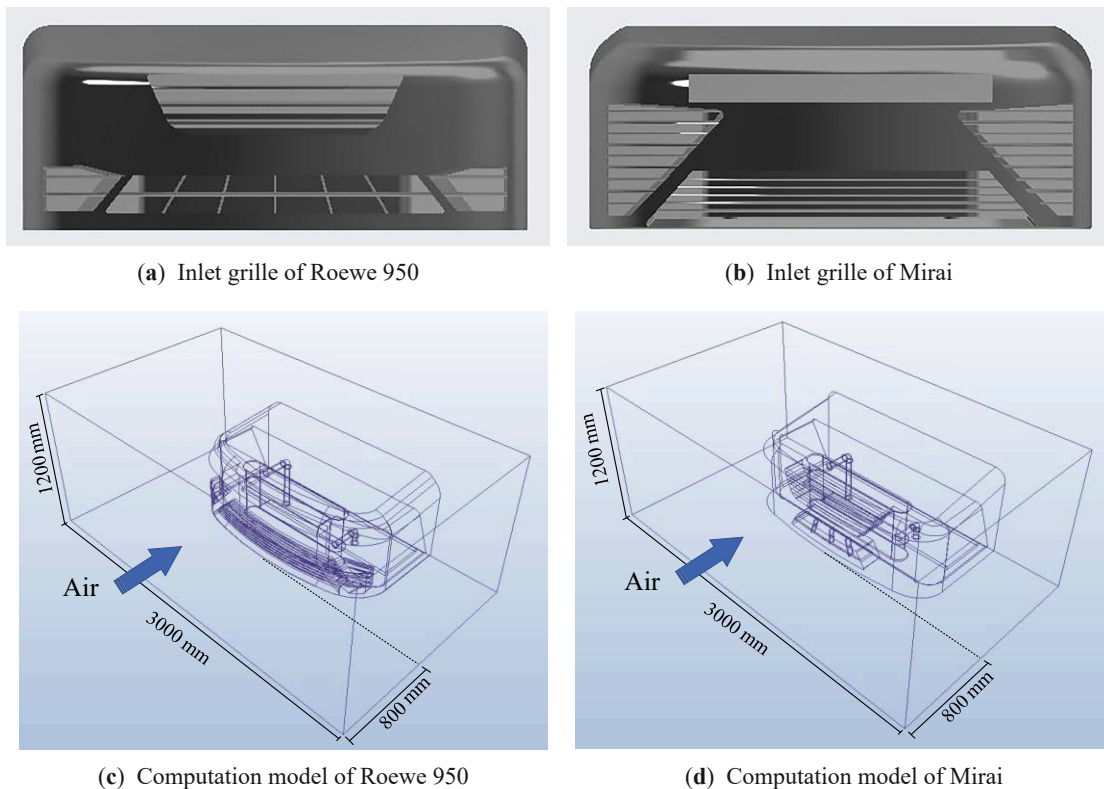 (a) Inlet grille of Roewe 950
(b) Inlet grille of Mirai
1200 mm
Air
3000 mm
800 mm
(c) Computation model of Roewe 950
1200 mm
Air
3000 mm
800 mm
(d) Computation model of Mirai